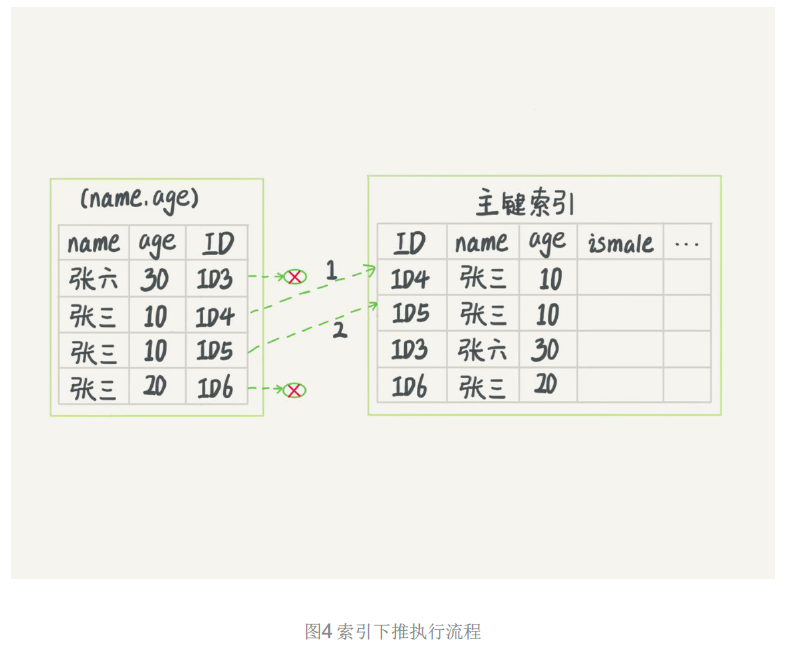 (name.age)
name age ID
张六 30 ID3
张三 10 ID4
张三 10 ID5
张三 20 ID6
1
2
主键索引
ID name age ismale ...
ID4 张三 10
ID5 张三 10
ID3 张六 30
ID6 张三 20
图4 索引下推执行流程